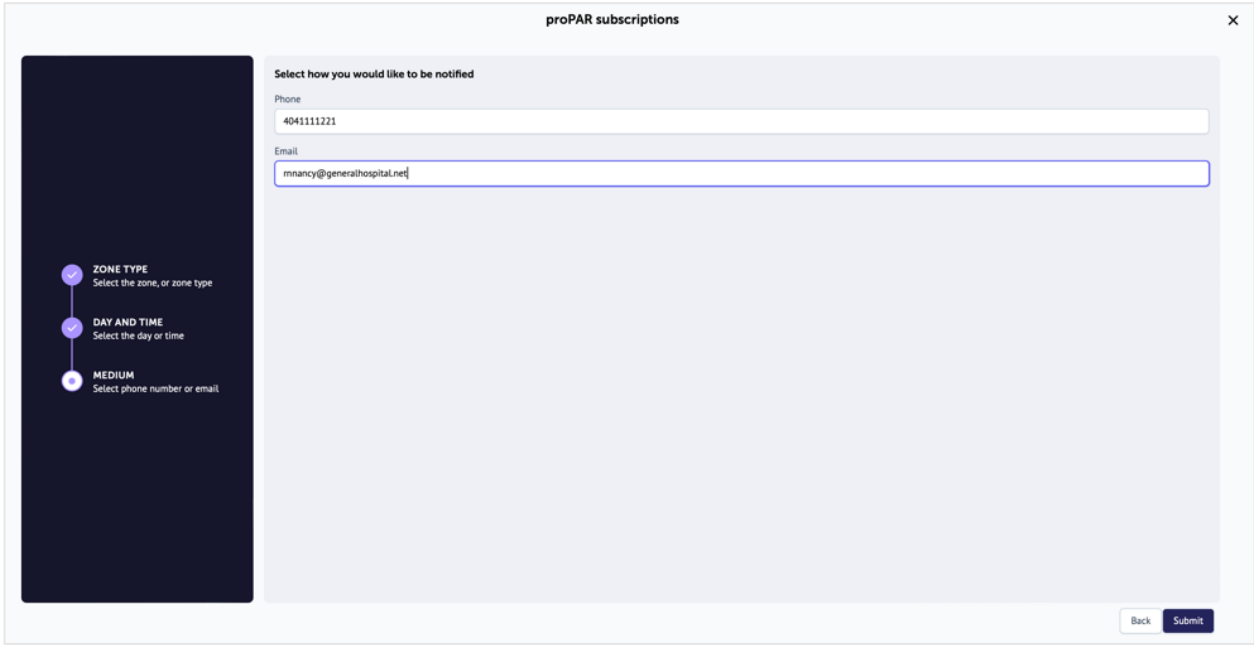 proPAR subscriptions
Select how you would like to be notified
Phone
4041111221
Email
rnnancy@generalhospital.net
ZONE TYPE
Select the zone, or zone type
DAY AND TIME
Select the day or time
MEDIUM
Select phone number or email
Back
Submit